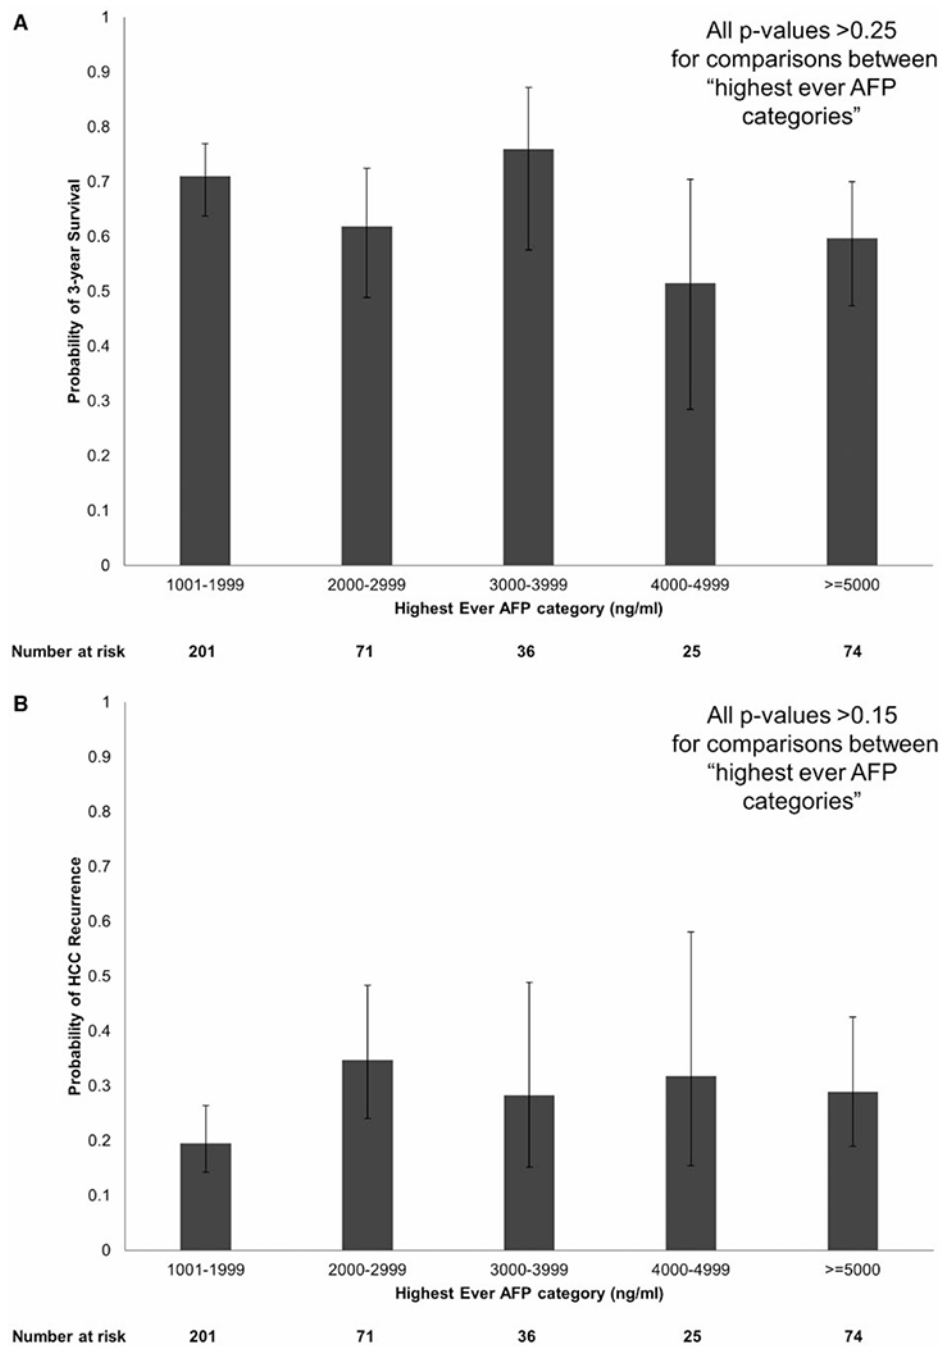 A
All p-values >0.25
for comparisons between
“highest ever AFP
categories”
1
0.9
0.8
0.7
0.6
0.5
0.4
0.3
0.2
0.1
0
Probability of 3-year Survival
1001-1999 2000-2999 3000-3999 4000-4999 >=5000
Highest Ever AFP category (ng/ml)
Number at risk 201 71 36 25 74
B
All p-values >0.15
for comparisons between
“highest ever AFP
categories”
1
0.9
0.8
0.7
0.6
0.5
0.4
0.3
0.2
0.1
0
Probability of HCC Recurrence
1001-1999 2000-2999 3000-3999 4000-4999 >=5000
Highest Ever AFP category (ng/ml)
Number at risk 201 71 36 25 74